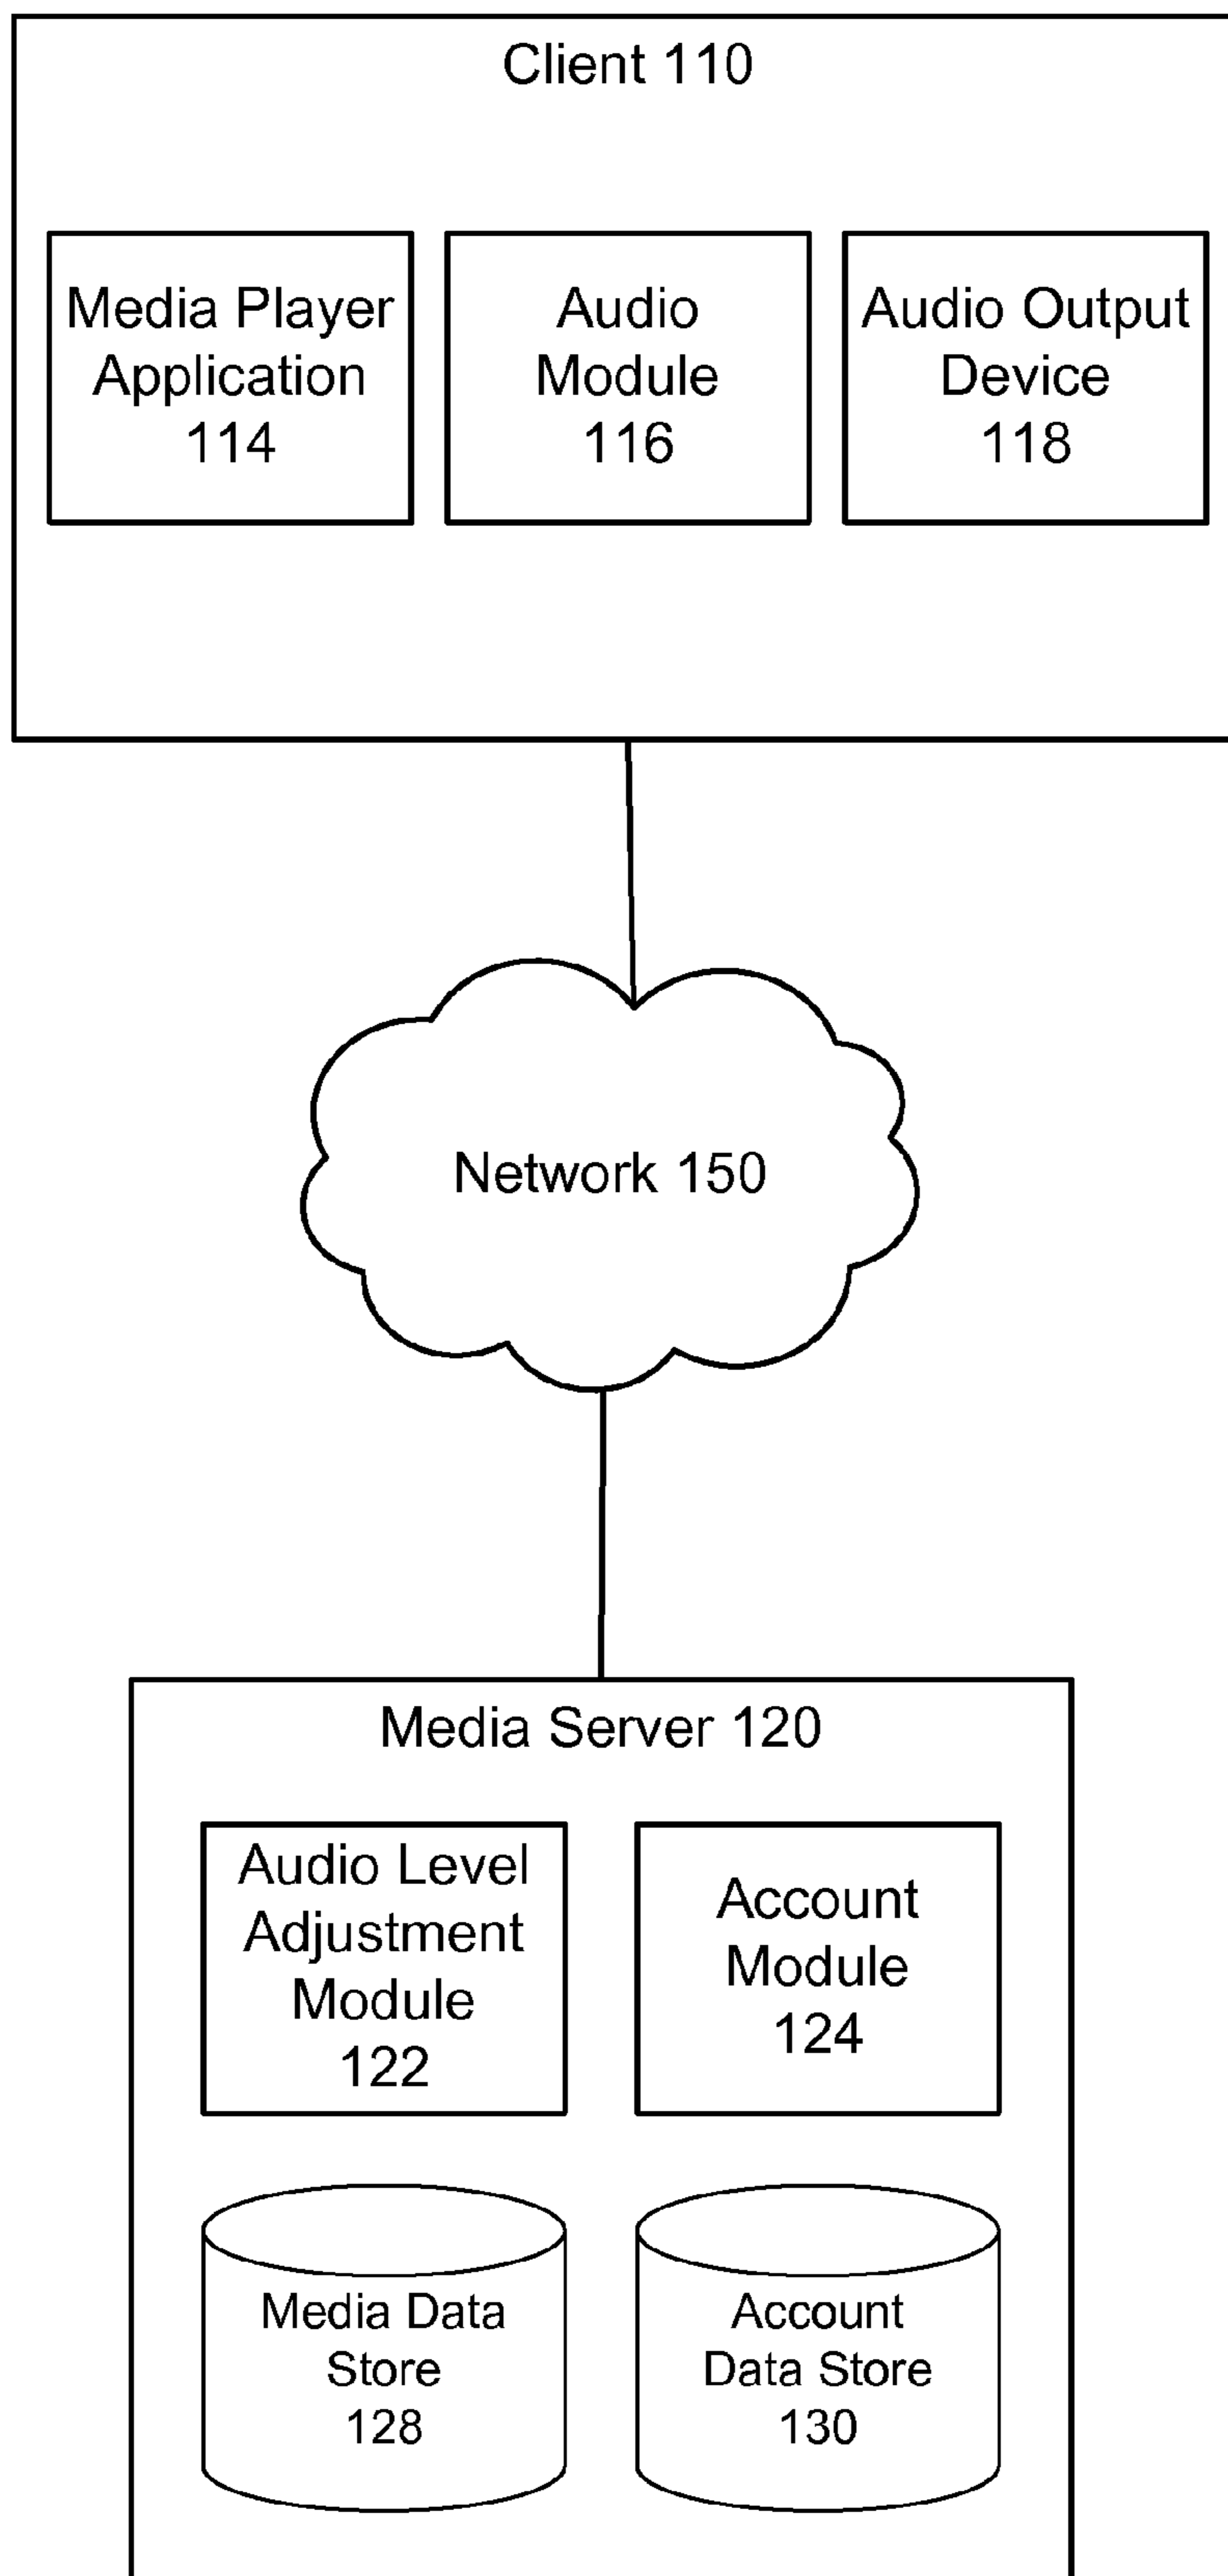 Client 110
Media Player
Application
114
Audio
Module
116
Audio Output
Device
118
Network 150
Media Server 120
Audio Level
Adjustment
Module
122
Account
Module
124
Media Data
Store
128
Account
Data Store
130